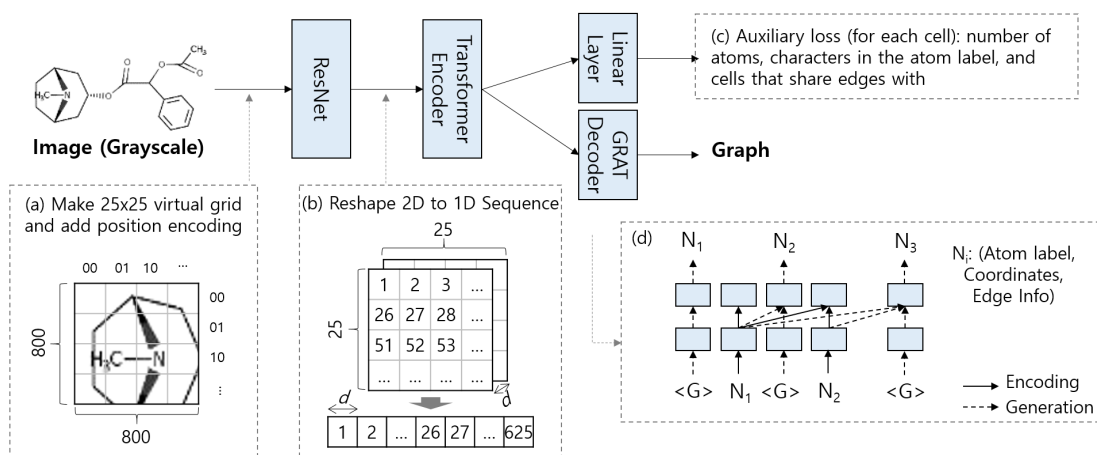 CH₃
O
O
O
O
H₃C
N
Image (Grayscale)
ResNet
Transformer
Encoder
Linear
Layer
GRAT
Decoder
(c) Auxiliary loss (for each cell): number of
atoms, characters in the atom label, and
cells that share edges with
Graph
(a) Make 25x25 virtual grid
and add position encoding
00 01 10 ...
00
01
10
⋮
800
H₃C N
800
(b) Reshape 2D to 1D Sequence
25
25
1 2 3 ...
26 27 28 ...
51 52 53 ...
... ... ... ...
d
d
1 2 ... 26 27 ... 625
(d)
N₁ N₂ N₃
Nᵢ: (Atom label,
Coordinates,
Edge Info)
<G> N₁ <G> N₂ <G>
Encoding
Generation